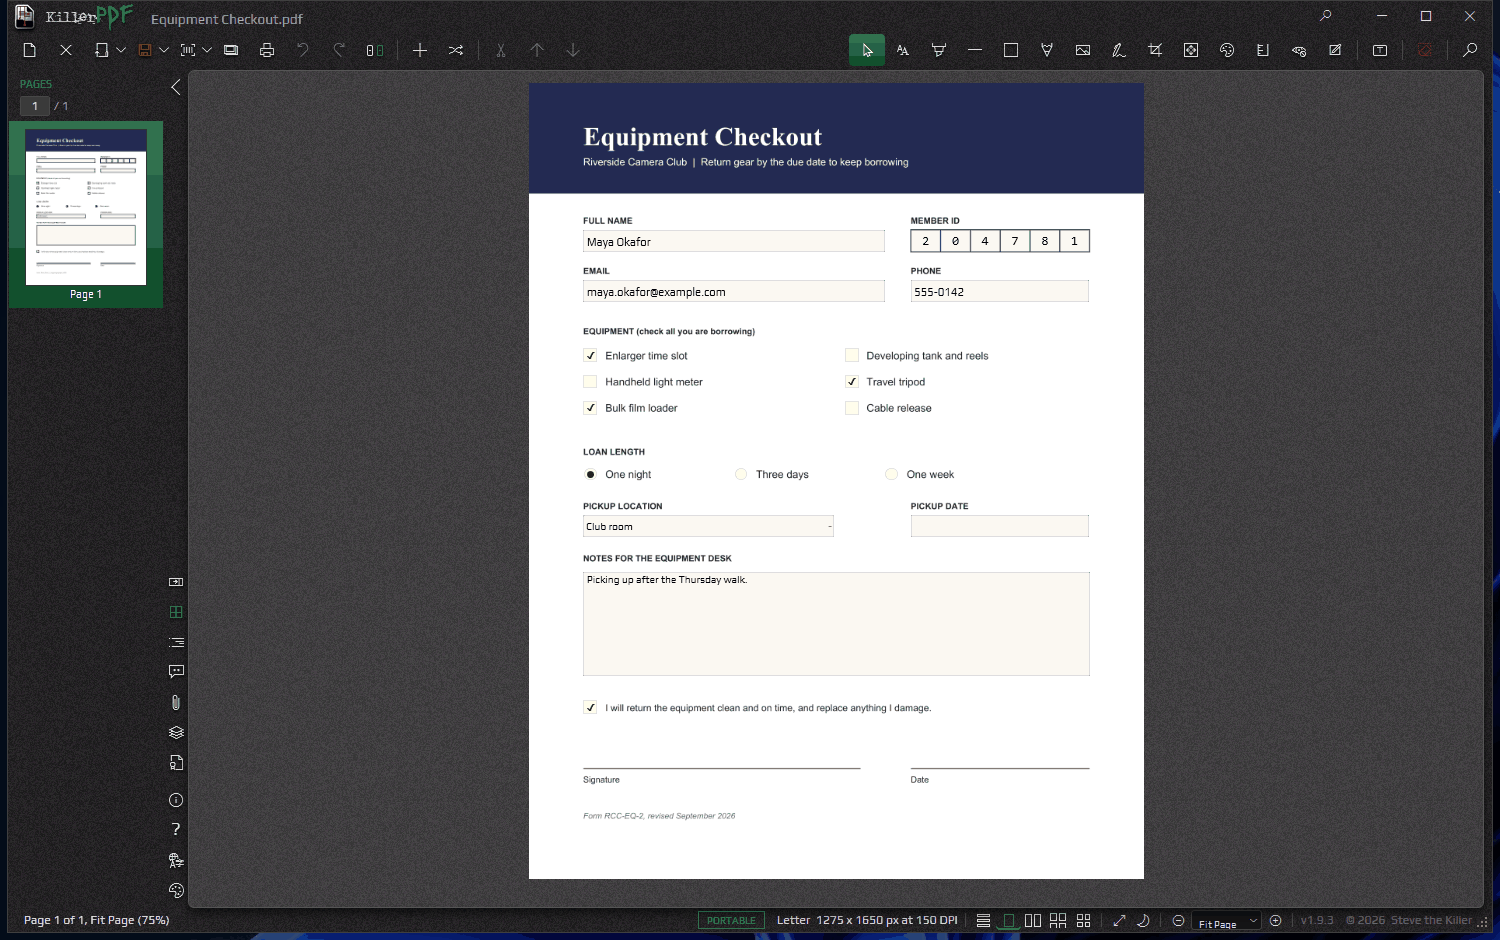 KillerPDF
Equipment Checkout.pdf
PAGES
1 / 1
Page 1
Equipment Checkout
Riverside Camera Club | Return gear by the due date to keep borrowing
FULL NAME
MEMBER ID
Maya Okafor
2 0 4 7 8 1
EMAIL
PHONE
maya.okafor@example.com
555-0142
EQUIPMENT (check all you are borrowing)
Enlarger time slot
Developing tank and reels
Handheld light meter
Travel tripod
Bulk film loader
Cable release
LOAN LENGTH
One night
Three days
One week
PICKUP LOCATION
PICKUP DATE
Club room
NOTES FOR THE EQUIPMENT DESK
Picking up after the Thursday walk.
I will return the equipment clean and on time, and replace anything I damage.
Signature
Date
Form RCC-EQ-2, revised September 2026
Page 1 of 1, Fit Page (75%)
PORTABLE
Letter 1275 x 1650 px at 150 DPI
Fit Page
v1.9.3 © 2026 Steve the Killer